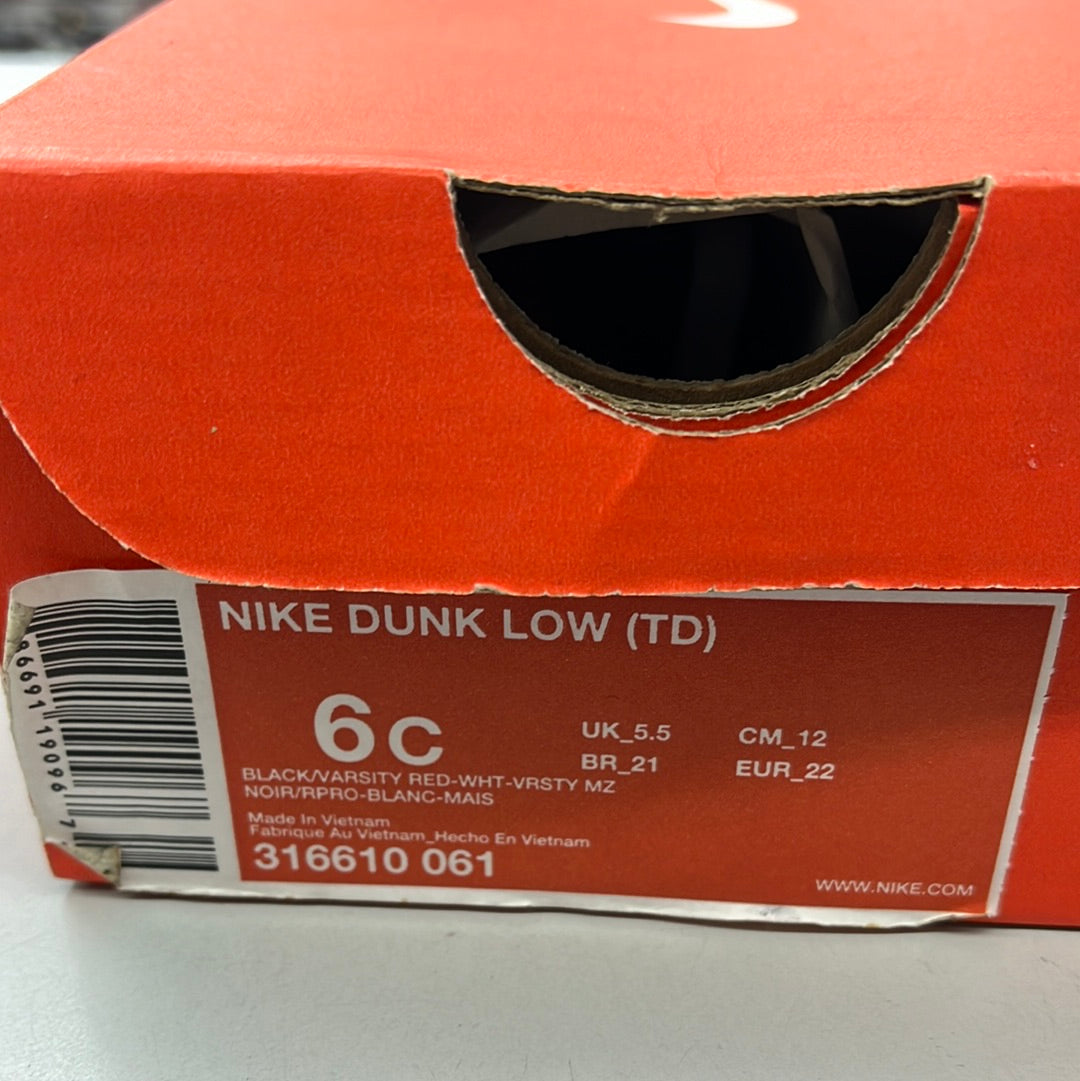 NIKE DUNK LOW (TD)
6C
UK_5.5 CM_12
BR_21 EUR_22
BLACK/VARSITY RED-WHT-VRSTY MZ
NOIR/RPRO-BLANC-MAIS
Made In Vietnam
Fabrique Au Vietnam_Hecho En Vietnam
316610 061
WWW.NIKE.COM